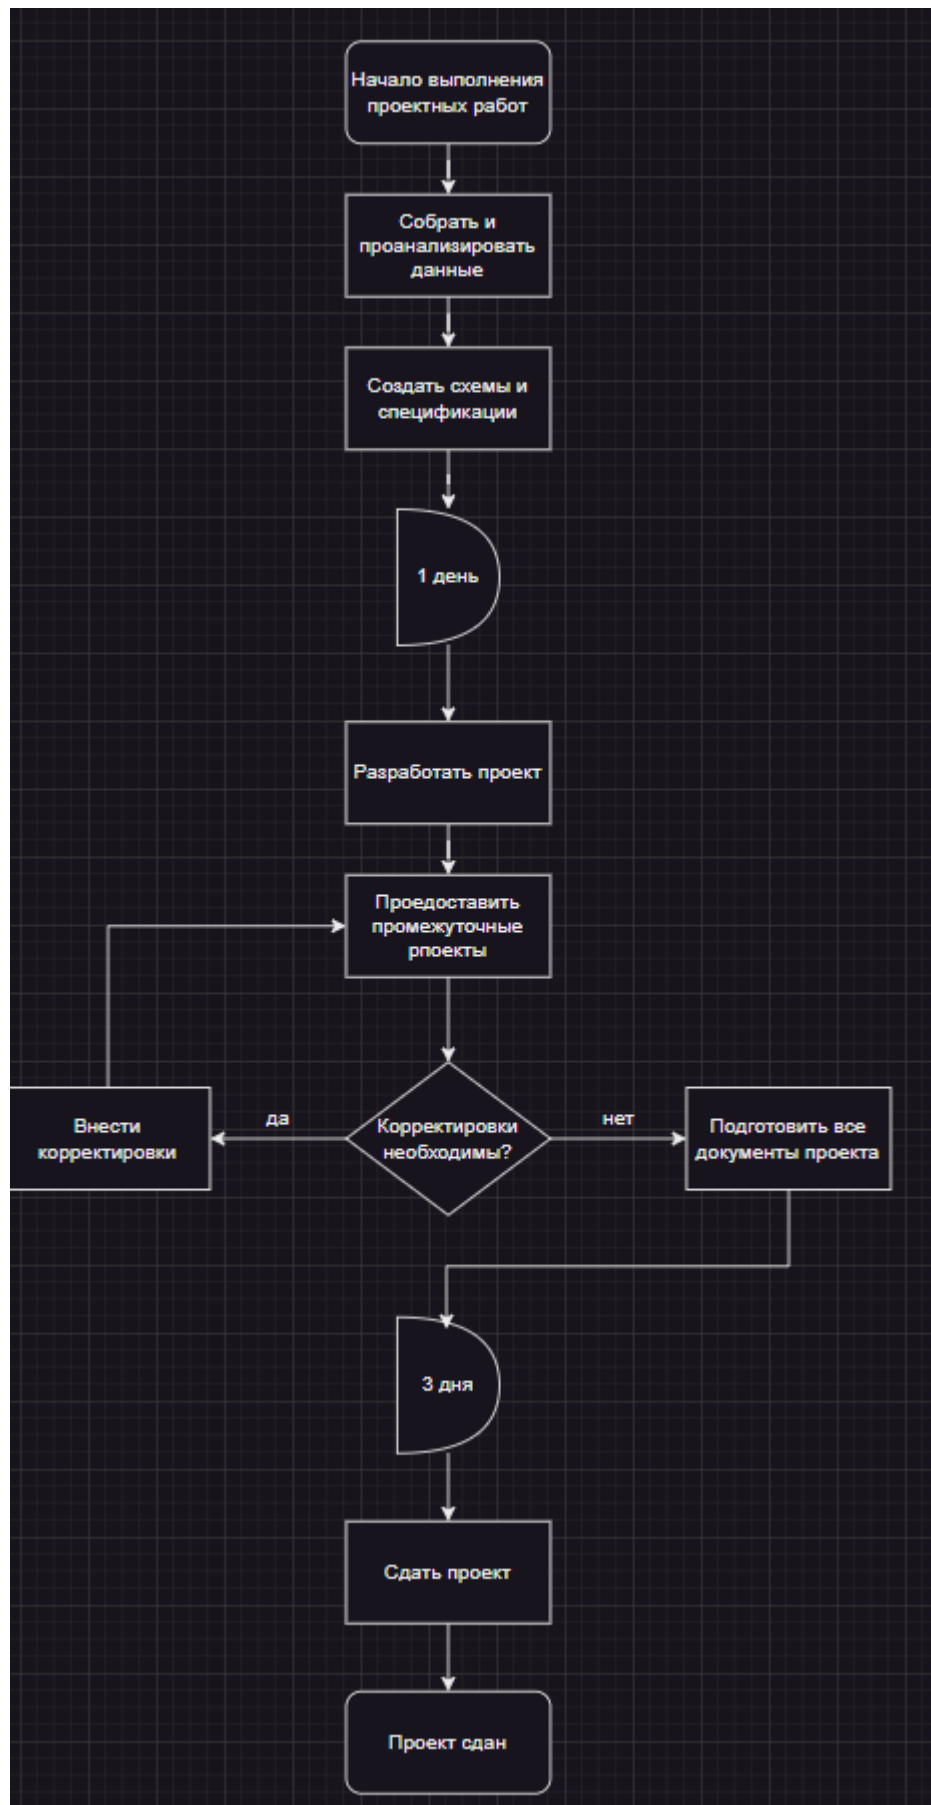 Начало выполнения
проектных работ
Собрать и
проанализировать
данные
Создать схемы и
спецификации
1 день
Разработать проект
Проедоставить
промежуточные
рпоекты
Внести
корректировки
да
Корректировки
необходимы?
нет
Подготовить все
документы проекта
3 дня
Сдать проект
Проект сдан